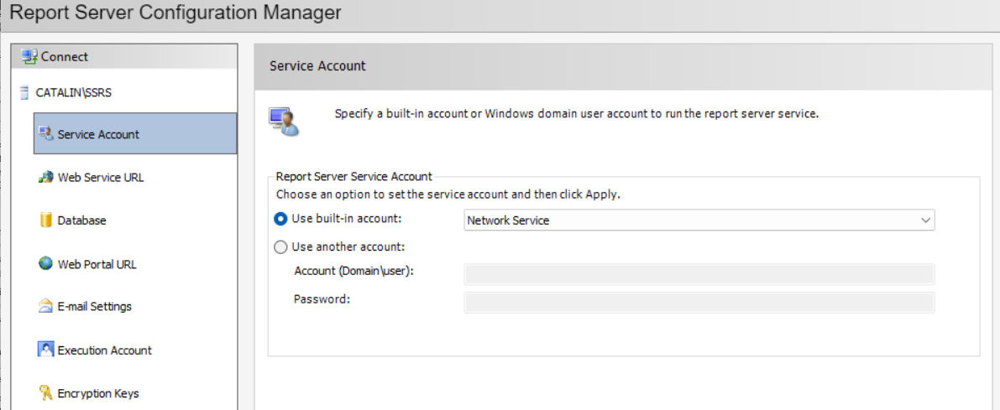 Report Server Configuration Manager
Connect
CATALIN\SSRS
Service Account
Web Service URL
Database
Web Portal URL
E-mail Settings
Execution Account
Encryption Keys
Service Account
Specify a built-in account or Windows domain user account to run the report server service.
Report Server Service Account
Choose an option to set the service account and then click Apply.
Use built-in account: Network Service
Use another account:
Account (Domain\user):
Password: